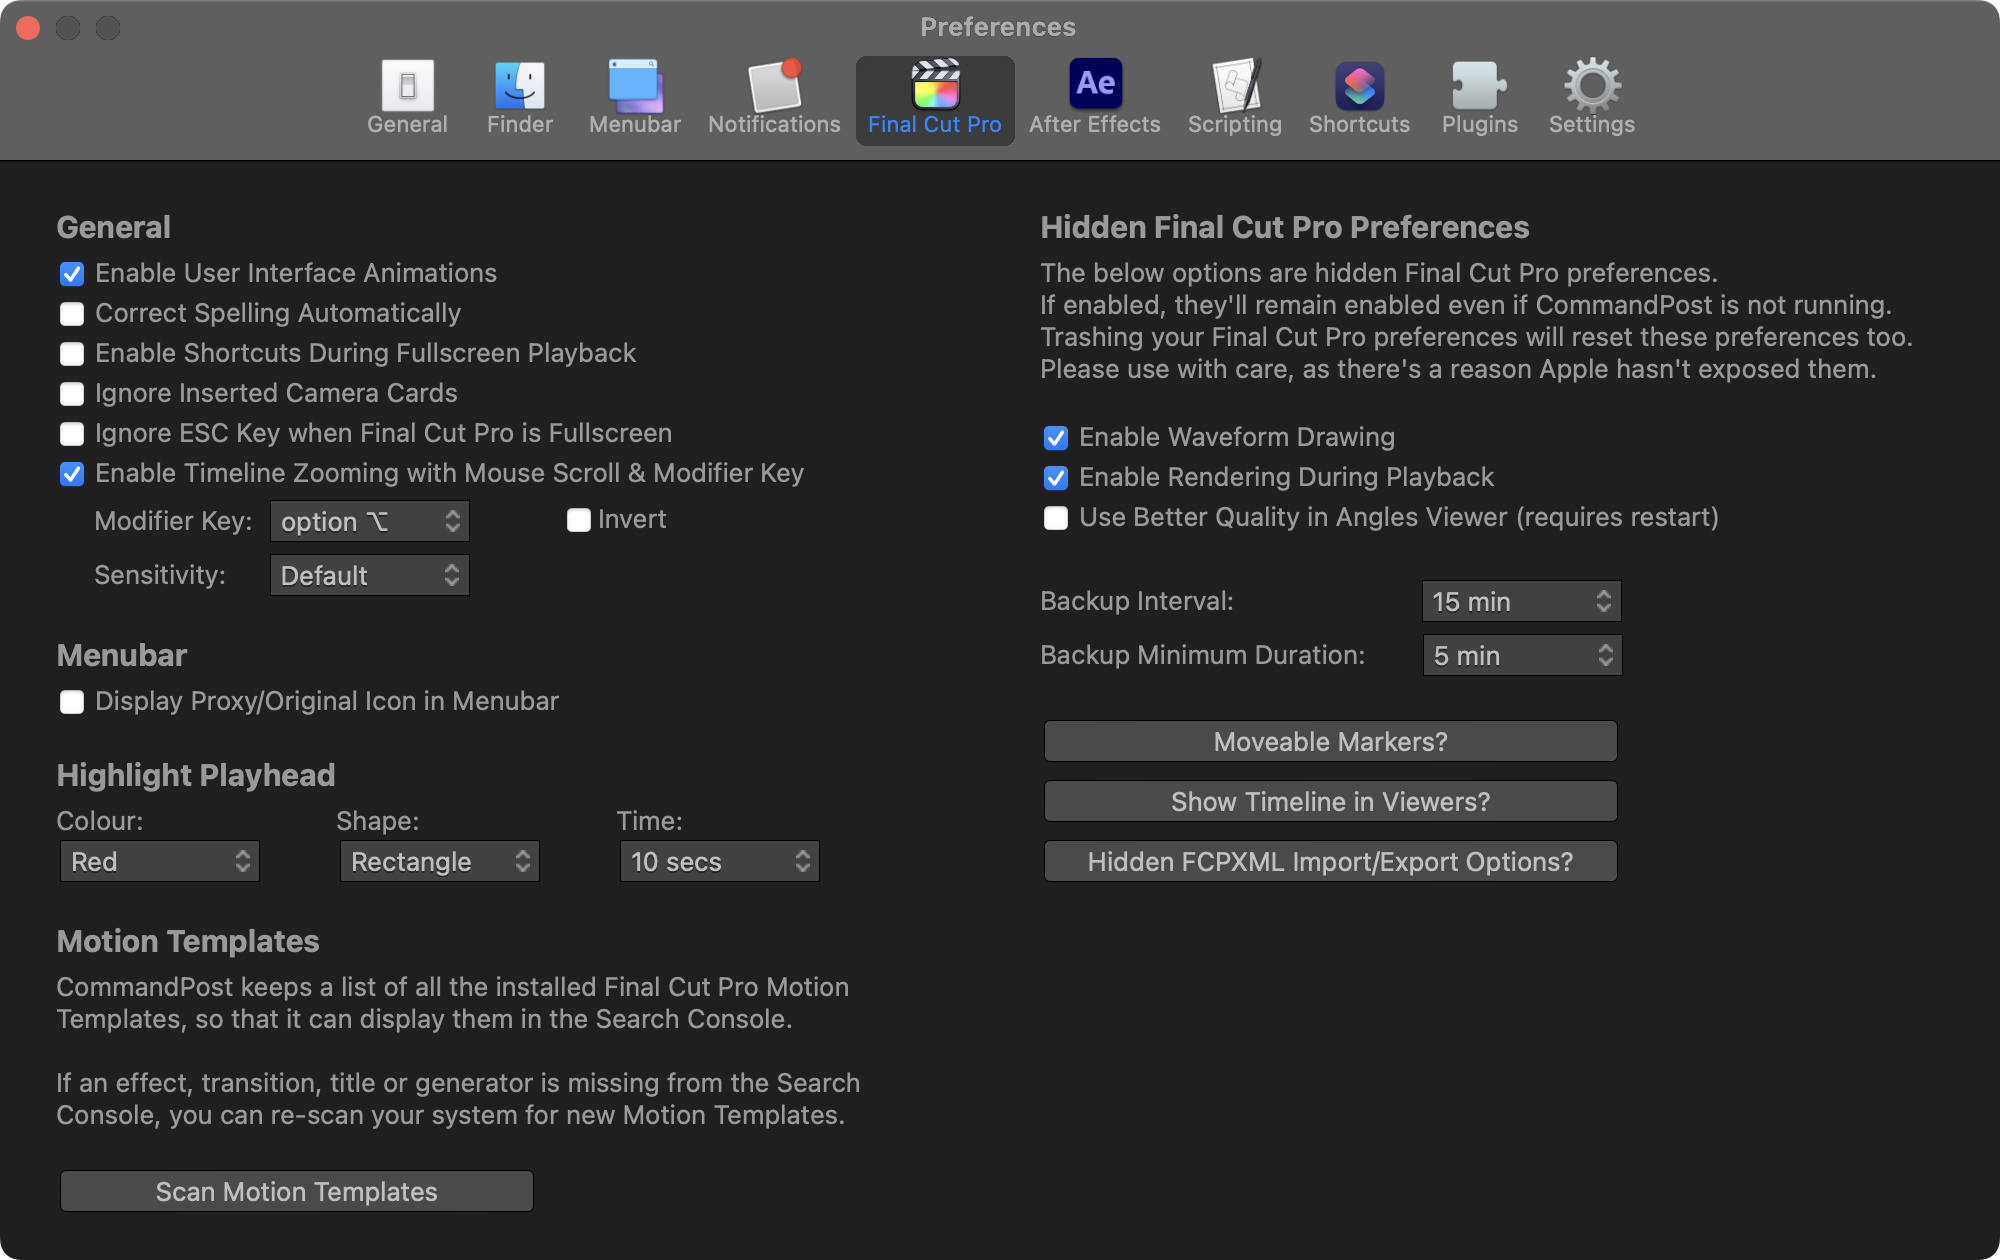 Preferences
General
Finder
Menubar
Notifications
Final Cut Pro
Ae
After Effects
Scripting
Shortcuts
Plugins
Settings
General
Enable User Interface Animations
Correct Spelling Automatically
Enable Shortcuts During Fullscreen Playback
Ignore Inserted Camera Cards
Ignore ESC Key when Final Cut Pro is Fullscreen
Enable Timeline Zooming with Mouse Scroll & Modifier Key
Modifier Key: option ⌥ Invert
Sensitivity: Default
Menubar
Display Proxy/Original Icon in Menubar
Highlight Playhead
Colour: Shape: Time:
Red Rectangle 10 secs
Motion Templates
CommandPost keeps a list of all the installed Final Cut Pro Motion
Templates, so that it can display them in the Search Console.
If an effect, transition, title or generator is missing from the Search
Console, you can re-scan your system for new Motion Templates.
Scan Motion Templates
Hidden Final Cut Pro Preferences
The below options are hidden Final Cut Pro preferences.
If enabled, they'll remain enabled even if CommandPost is not running.
Trashing your Final Cut Pro preferences will reset these preferences too.
Please use with care, as there's a reason Apple hasn't exposed them.
Enable Waveform Drawing
Enable Rendering During Playback
Use Better Quality in Angles Viewer (requires restart)
Backup Interval: 15 min
Backup Minimum Duration: 5 min
Moveable Markers?
Show Timeline in Viewers?
Hidden FCPXML Import/Export Options?